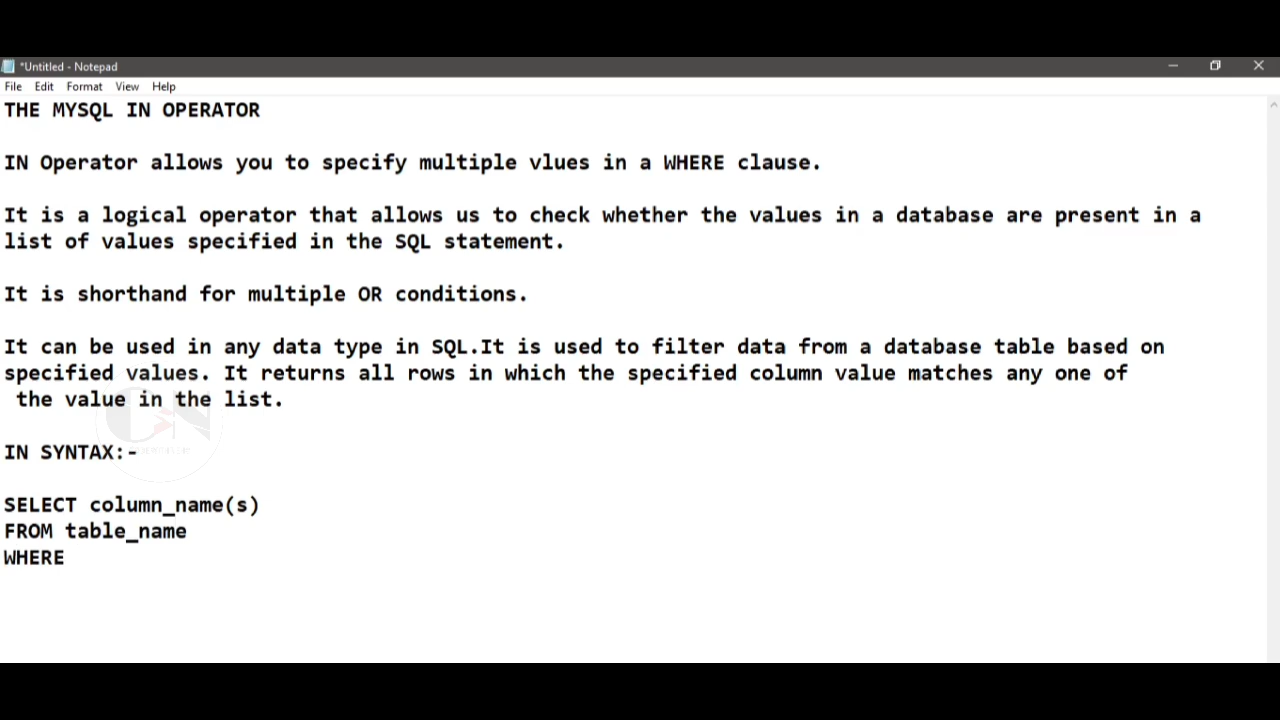 *Untitled - Notepad
File Edit Format View Help
THE MYSQL IN OPERATOR
IN Operator allows you to specify multiple vlues in a WHERE clause.
It is a logical operator that allows us to check whether the values in a database are present in a
list of values specified in the SQL statement.
It is shorthand for multiple OR conditions.
It can be used in any data type in SQL.It is used to filter data from a database table based on
specified values. It returns all rows in which the specified column value matches any one of
the value in the list.
IN SYNTAX:-
SELECT column_name(s)
FROM table_name
WHERE